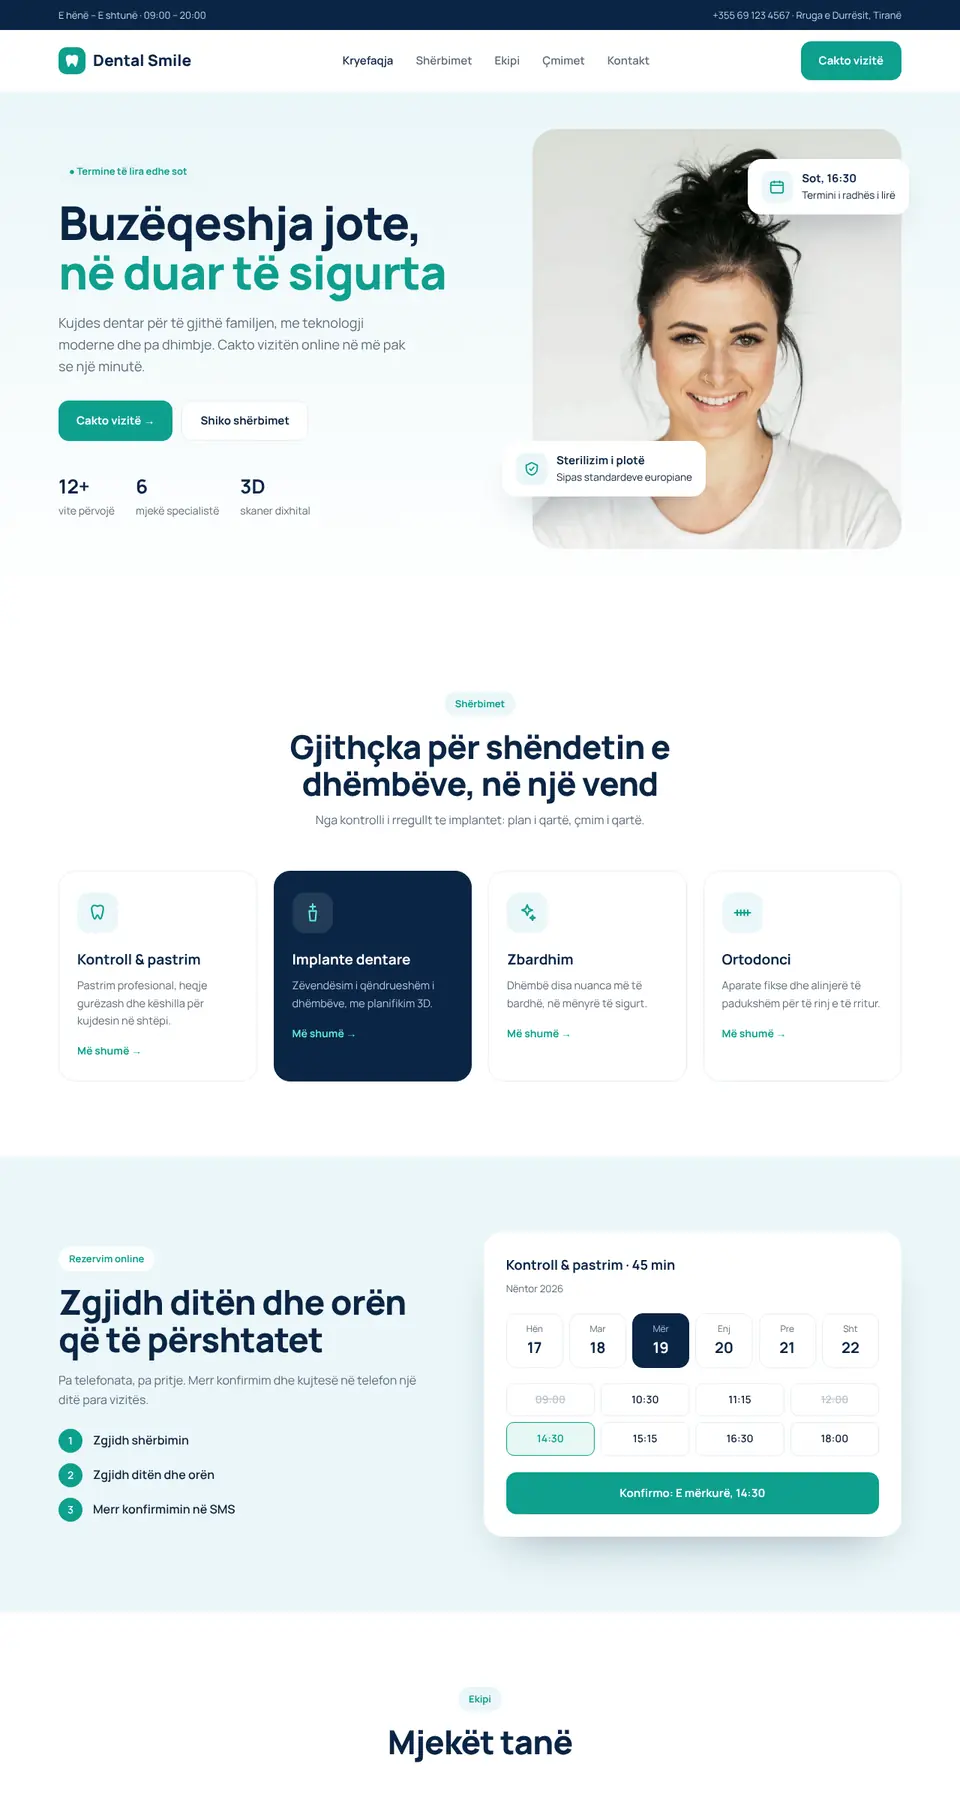 E hënë – E shtunë · 09:00 – 20:00
+355 69 123 4567 · Rruga e Durrësit, Tiranë
Dental Smile
Kryefaqja
Shërbimet
Ekipi
Çmimet
Kontakt
Cakto vizitë
● Termine të lira edhe sot
Buzëqeshja jote,
në duar të sigurta
Kujdes dentar për të gjithë familjen, me teknologji
moderne dhe pa dhimbje. Cakto vizitën online në më pak
se një minutë.
Cakto vizitë →
Shiko shërbimet
12+
vite përvojë
6
mjekë specialistë
3D
skaner dixhital
Sot, 16:30
Termini i radhës i lirë
Sterilizim i plotë
Sipas standardeve europiane
Shërbimet
Gjithçka për shëndetin e
dhëmbëve, në një vend
Nga kontrolli i rregullt te implantet: plan i qartë, çmim i qartë.
Kontroll & pastrim
Pastrim profesional, heqje
gurëzash dhe këshilla për
kujdesin në shtëpi.
Më shumë →
Implante dentare
Zëvendësim i qëndrueshëm i
dhëmbëve, me planifikim 3D.
Më shumë →
Zbardhim
Dhëmbë disa nuanca më të
bardhë, në mënyrë të sigurt.
Më shumë →
Ortodonci
Aparate fikse dhe alinjerë të
padukshëm për të rinj e të rritur.
Më shumë →
Rezervim online
Zgjidh ditën dhe orën
që të përshtatet
Pa telefonata, pa pritje. Merr konfirmim dhe kujtesë në telefon një
ditë para vizitës.
1 Zgjidh shërbimin
2 Zgjidh ditën dhe orën
3 Merr konfirmimin në SMS
Kontroll & pastrim · 45 min
Nëntor 2026
Hën Mar Mër Enj Pre Sht
17 18 19 20 21 22
09:00 10:30 11:15 12:00
14:30 15:15 16:30 18:00
Konfirmo: E mërkurë, 14:30
Ekipi
Mjekët tanë